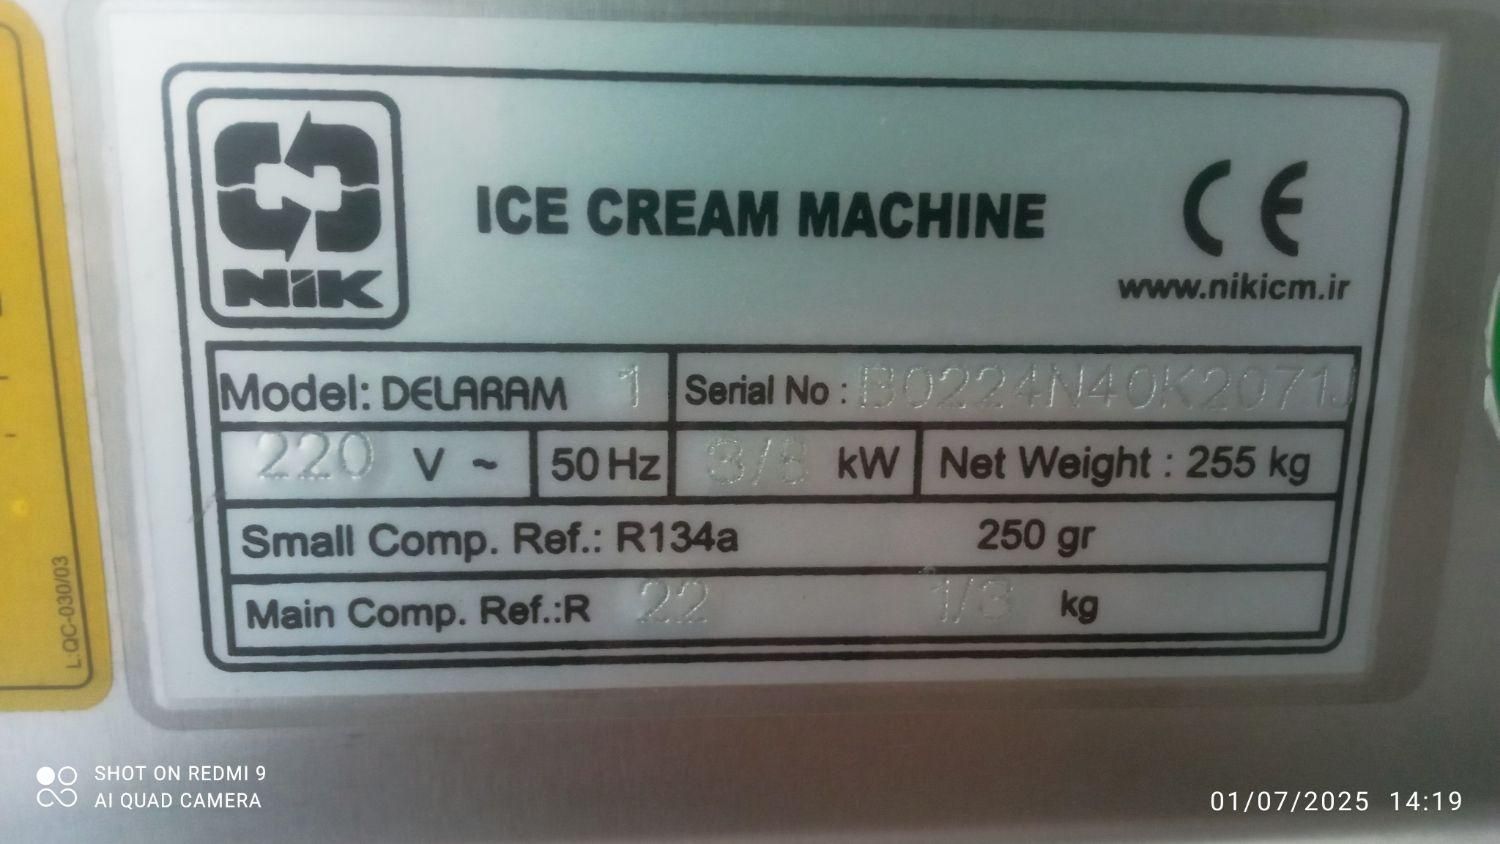 NIK
ICE CREAM MACHINE
CE
www.nikicm.ir
Model: DELARAM 1
Serial No : B0224N40K2071J
220 V ~
50 Hz
kW
Net Weight : 255 kg
Small Comp. Ref.: R134a 250 gr
Main Comp. Ref.:R 22 1/3 kg
L:QC-030/03
SHOT ON REDMI 9
AI QUAD CAMERA
01/07/2025 14:19